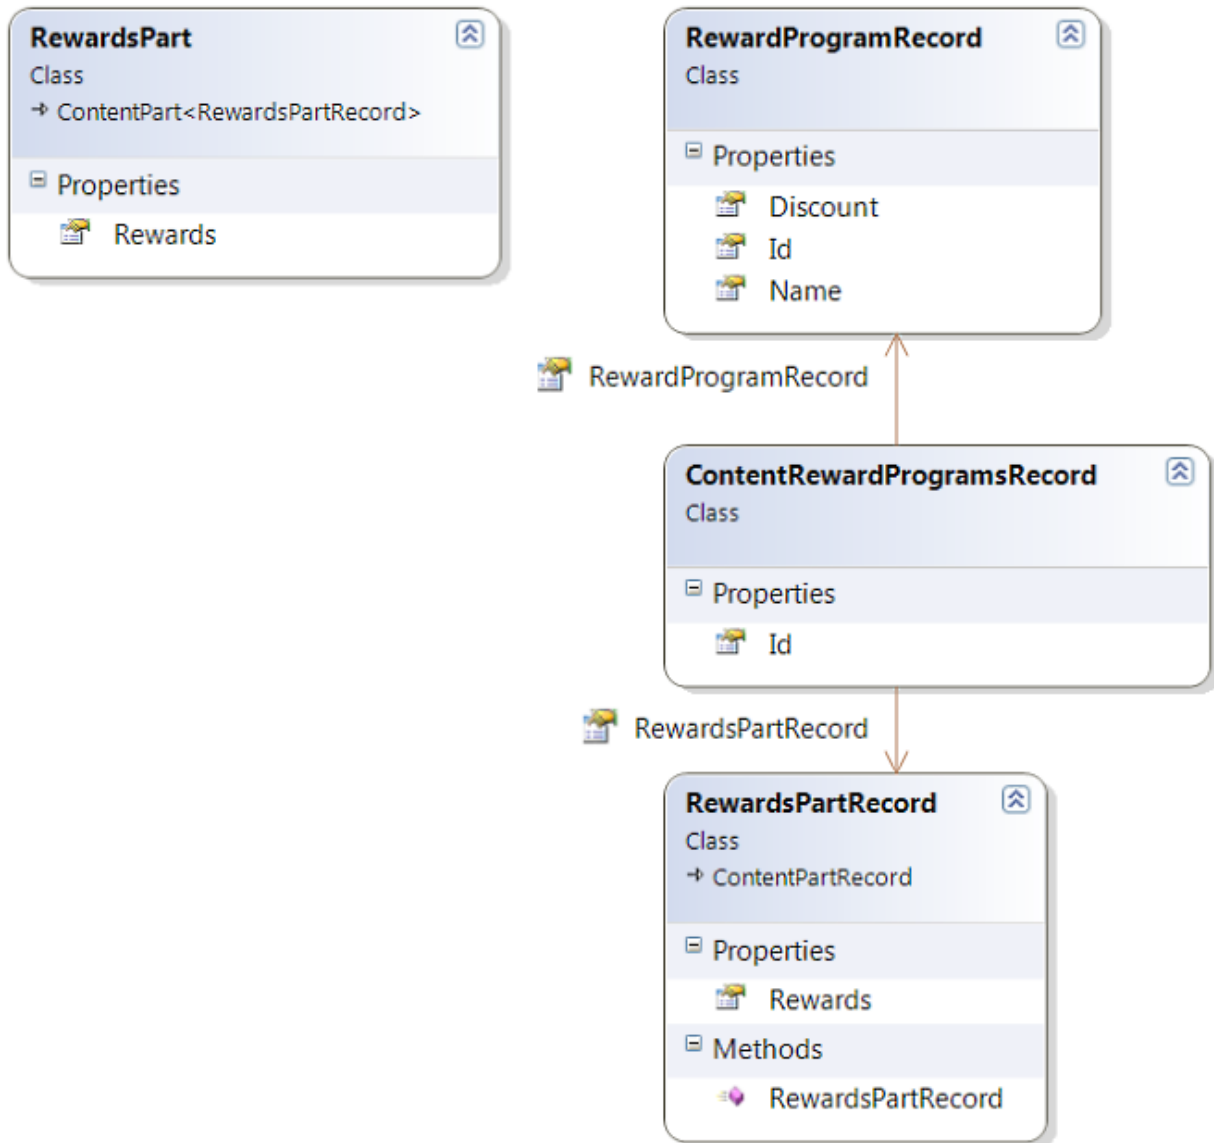 RewardsPart
Class
ContentPart<RewardsPartRecord>
Properties
Rewards
RewardProgramRecord
Class
Properties
Discount
Id
Name
RewardProgramRecord
ContentRewardProgramsRecord
Class
Properties
Id
RewardsPartRecord
RewardsPartRecord
Class
ContentPartRecord
Properties
Rewards
Methods
RewardsPartRecord